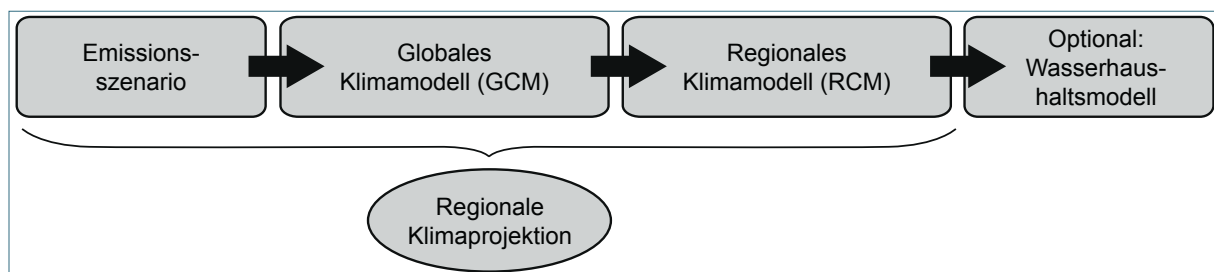 Emissions-
szenario
Globales
Klimamodell (GCM)
Regionales
Klimamodell (RCM)
Optional:
Wasserhaus-
haltsmodell
Regionale
Klimaprojektion